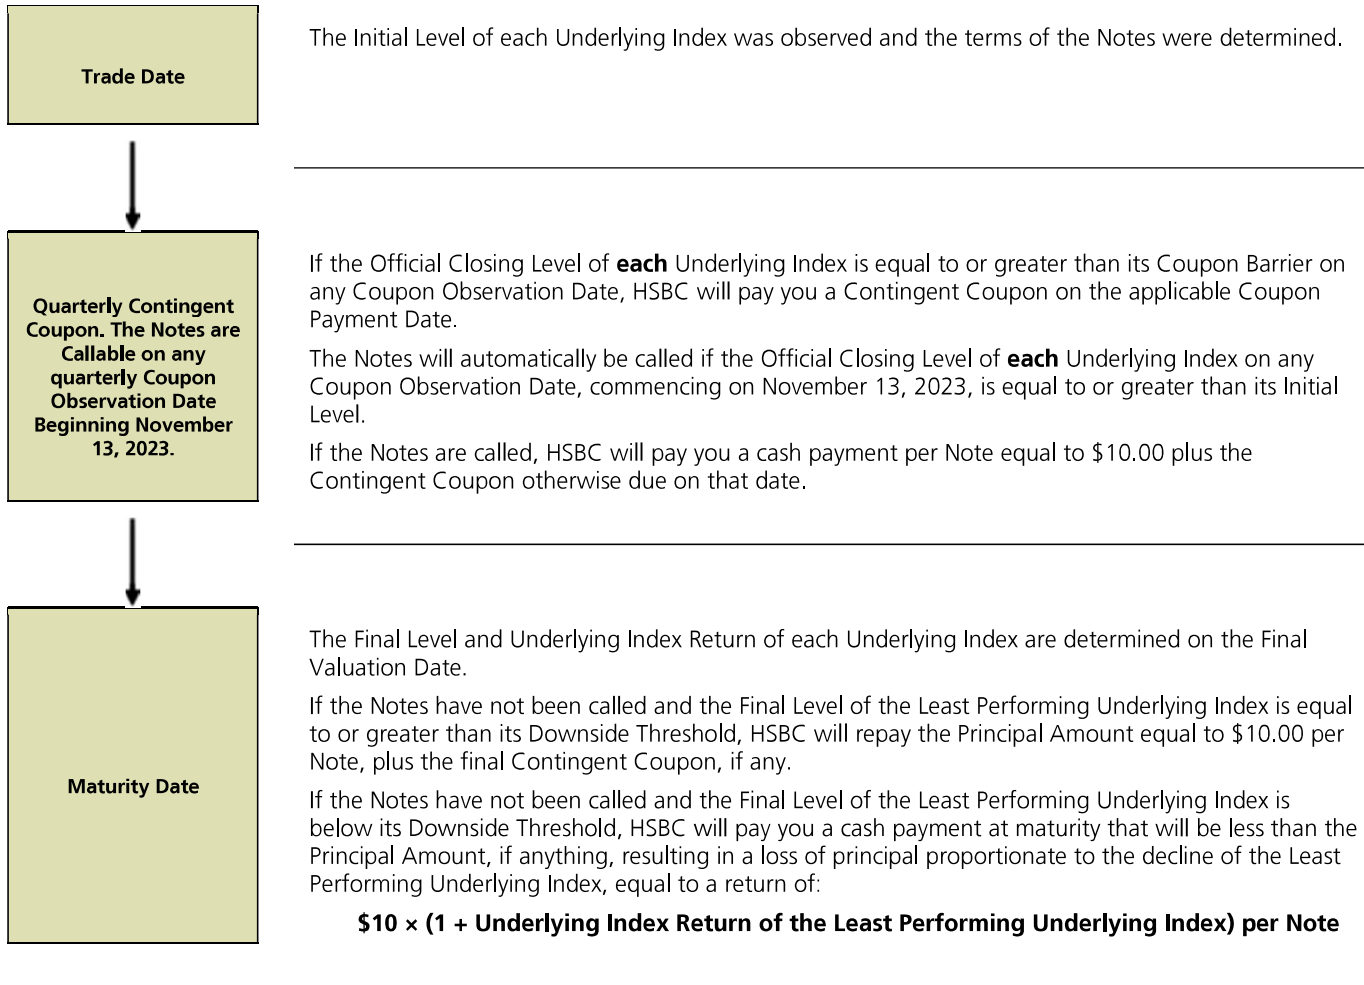 Trade Date
The Initial Level of each Underlying Index was observed and the terms of the Notes were determined.
Quarterly Contingent
Coupon. The Notes are
Callable on any
quarterly Coupon
Observation Date
Beginning November
13, 2023.
If the Official Closing Level of each Underlying Index is equal to or greater than its Coupon Barrier on
any Coupon Observation Date, HSBC will pay you a Contingent Coupon on the applicable Coupon
Payment Date.
The Notes will automatically be called if the Official Closing Level of each Underlying Index on any
Coupon Observation Date, commencing on November 13, 2023, is equal to or greater than its Initial
Level.
If the Notes are called, HSBC will pay you a cash payment per Note equal to $10.00 plus the
Contingent Coupon otherwise due on that date.
Maturity Date
The Final Level and Underlying Index Return of each Underlying Index are determined on the Final
Valuation Date.
If the Notes have not been called and the Final Level of the Least Performing Underlying Index is equal
to or greater than its Downside Threshold, HSBC will repay the Principal Amount equal to $10.00 per
Note, plus the final Contingent Coupon, if any.
If the Notes have not been called and the Final Level of the Least Performing Underlying Index is
below its Downside Threshold, HSBC will pay you a cash payment at maturity that will be less than the
Principal Amount, if anything, resulting in a loss of principal proportionate to the decline of the Least
Performing Underlying Index, equal to a return of:
$10 × (1 + Underlying Index Return of the Least Performing Underlying Index) per Note